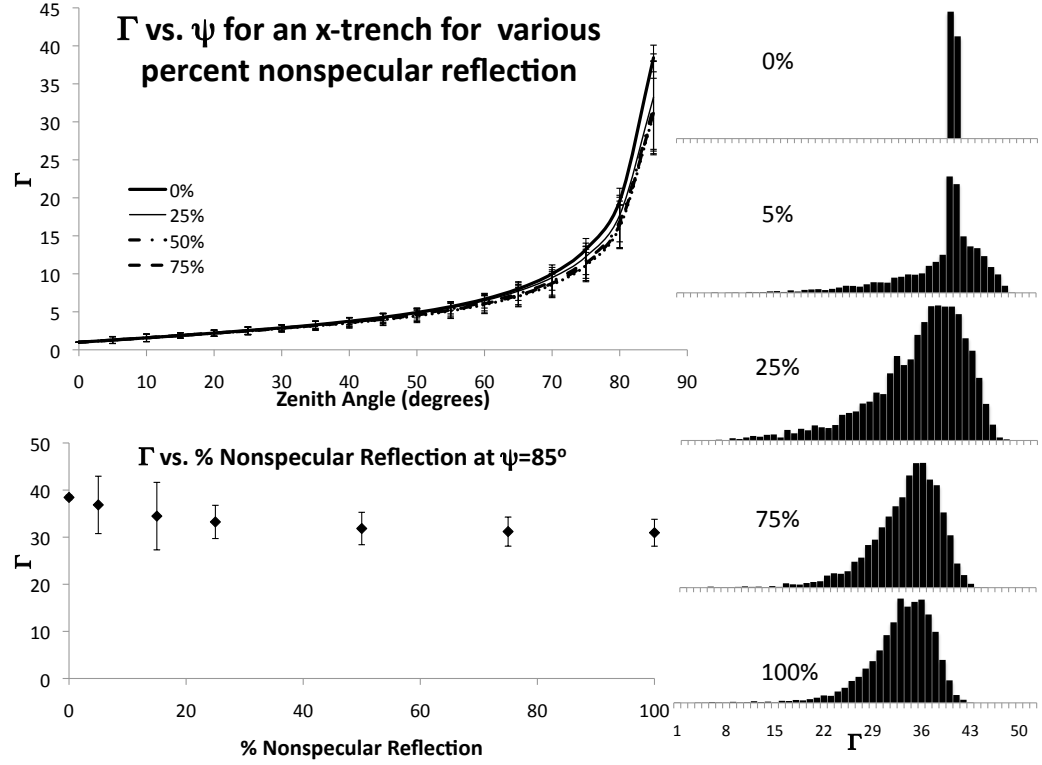 Γ vs. ψ for an x-trench for various
percent nonspecular reflection
45
40
35
30
25
20
15
10
5
0
Γ
0%
25%
50%
75%
0 10 20 30 40 50 60 70 80 90
Zenith Angle (degrees)
Γ vs. % Nonspecular Reflection at ψ=85°
50
40
30
20
10
0
Γ
0 20 40 60 80 100
% Nonspecular Reflection
0%
5%
25%
75%
100%
1 8 15 22 29 36 43 50
Γ